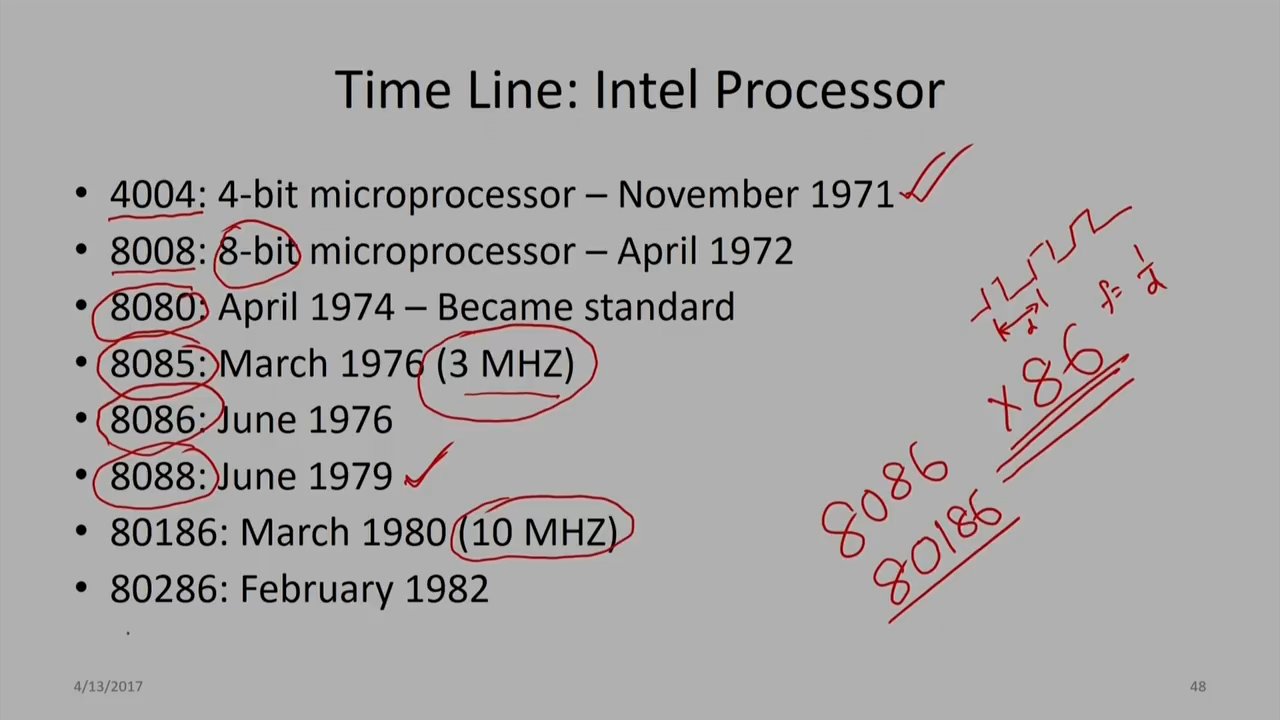 Time Line: Intel Processor
• 4004: 4-bit microprocessor – November 1971
• 8008: 8-bit microprocessor – April 1972
• 8080: April 1974 – Became standard
• 8085: March 1976 (3 MHZ)
• 8086: June 1976
• 8088: June 1979
• 80186: March 1980 (10 MHZ)
• 80286: February 1982
f= 1/d
d
x86
8086
80186
4/13/2017
48